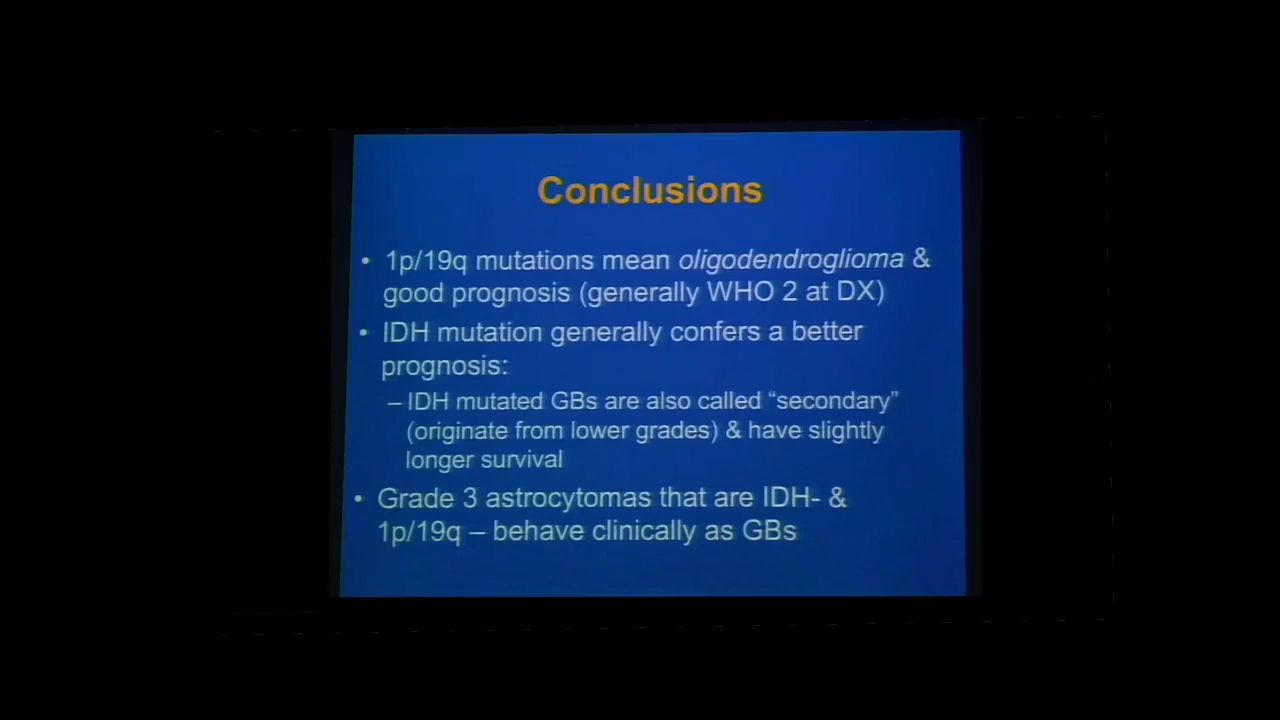 Conclusions
• 1p/19q mutations mean oligodendroglioma &
good prognosis (generally WHO 2 at DX)
• IDH mutation generally confers a better
prognosis:
– IDH mutated GBs are also called “secondary”
(originate from lower grades) & have slightly
longer survival
• Grade 3 astrocytomas that are IDH- &
1p/19q – behave clinically as GBs